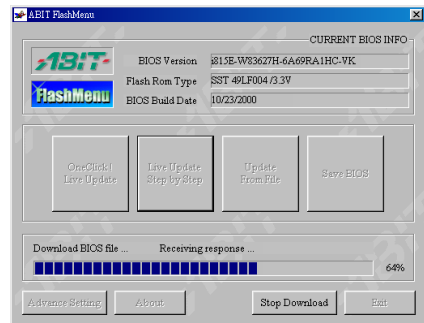 ABIT FlashMenu
CURRENT BIOS INFO
ABIT
FlashMenu
BIOS Version i815E-W83627H-6A69RA1HC-VK
Flash Rom Type SST 49LF004 /3.3V
BIOS Build Date 10/23/2000
OneClick !
Live Update
Live Update
Step by Step
Update
From File
Save BIOS
Download BIOS file ... Receiving response ...
64%
Advance Setting About Stop Download Exit